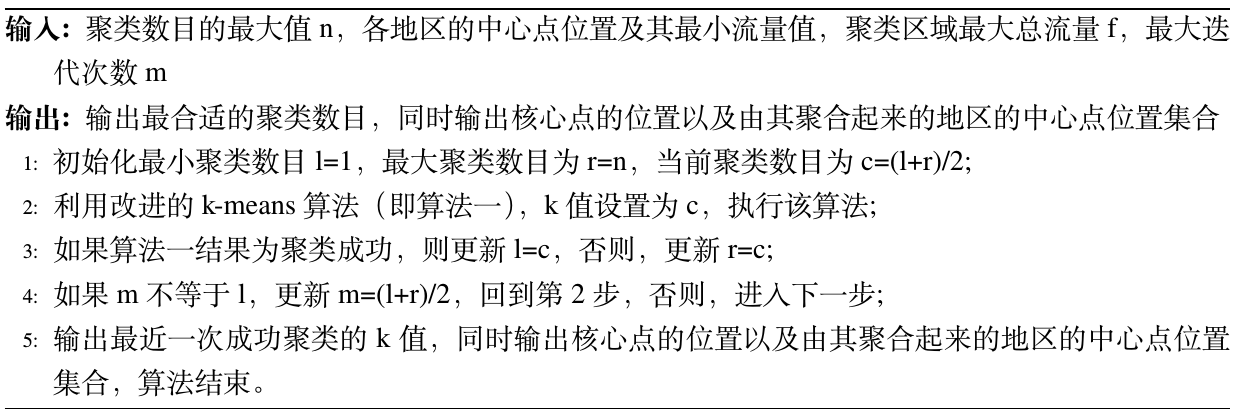 输入：聚类数目的最大值 n，各地区的中心点位置及其最小流量值，聚类区域最大总流量 f，最大迭
代次数 m
输出：输出最合适的聚类数目，同时输出核心点的位置以及由其聚合起来的地区的中心点位置集合
1: 初始化最小聚类数目 l=1，最大聚类数目为 r=n，当前聚类数目为 c=(l+r)/2;
2: 利用改进的 k-means 算法（即算法一），k 值设置为 c，执行该算法;
3: 如果算法一结果为聚类成功，则更新 l=c，否则，更新 r=c;
4: 如果 m 不等于 l，更新 m=(l+r)/2，回到第 2 步，否则，进入下一步;
5: 输出最近一次成功聚类的 k 值，同时输出核心点的位置以及由其聚合起来的地区的中心点位置
集合，算法结束。